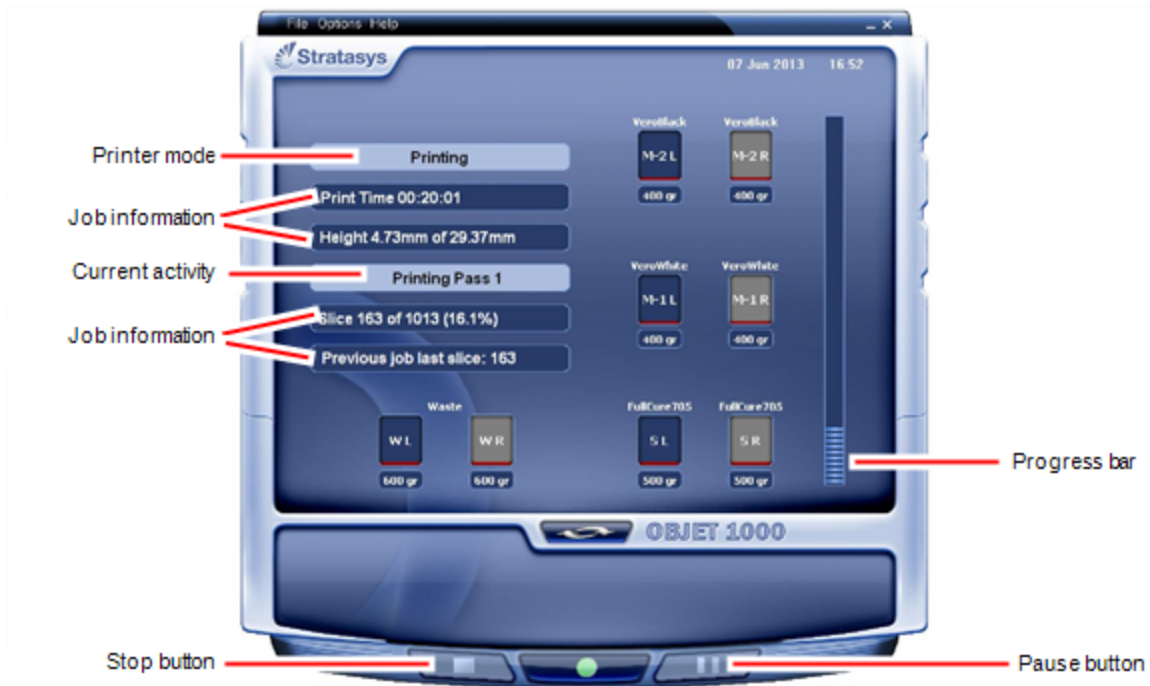 File Options Help
Stratasys
07 Jun 2013 16:52
VeroBlack VeroBlack
Printer mode
Printing
M-2 L M-2 R
Job information
Print Time 00:20:01
400 gr 400 gr
Height 4.73mm of 29.37mm
Current activity
Printing Pass 1
VeroWhite VeroWhite
M-1 L M-1 R
Job information
Slice 163 of 1013 (16.1%)
400 gr 400 gr
Previous job last slice: 163
Waste
FullCure705 FullCure705
W L W R
S L S R
Progress bar
600 gr 600 gr
500 gr 500 gr
OBJET 1000
Stop button
Pause button